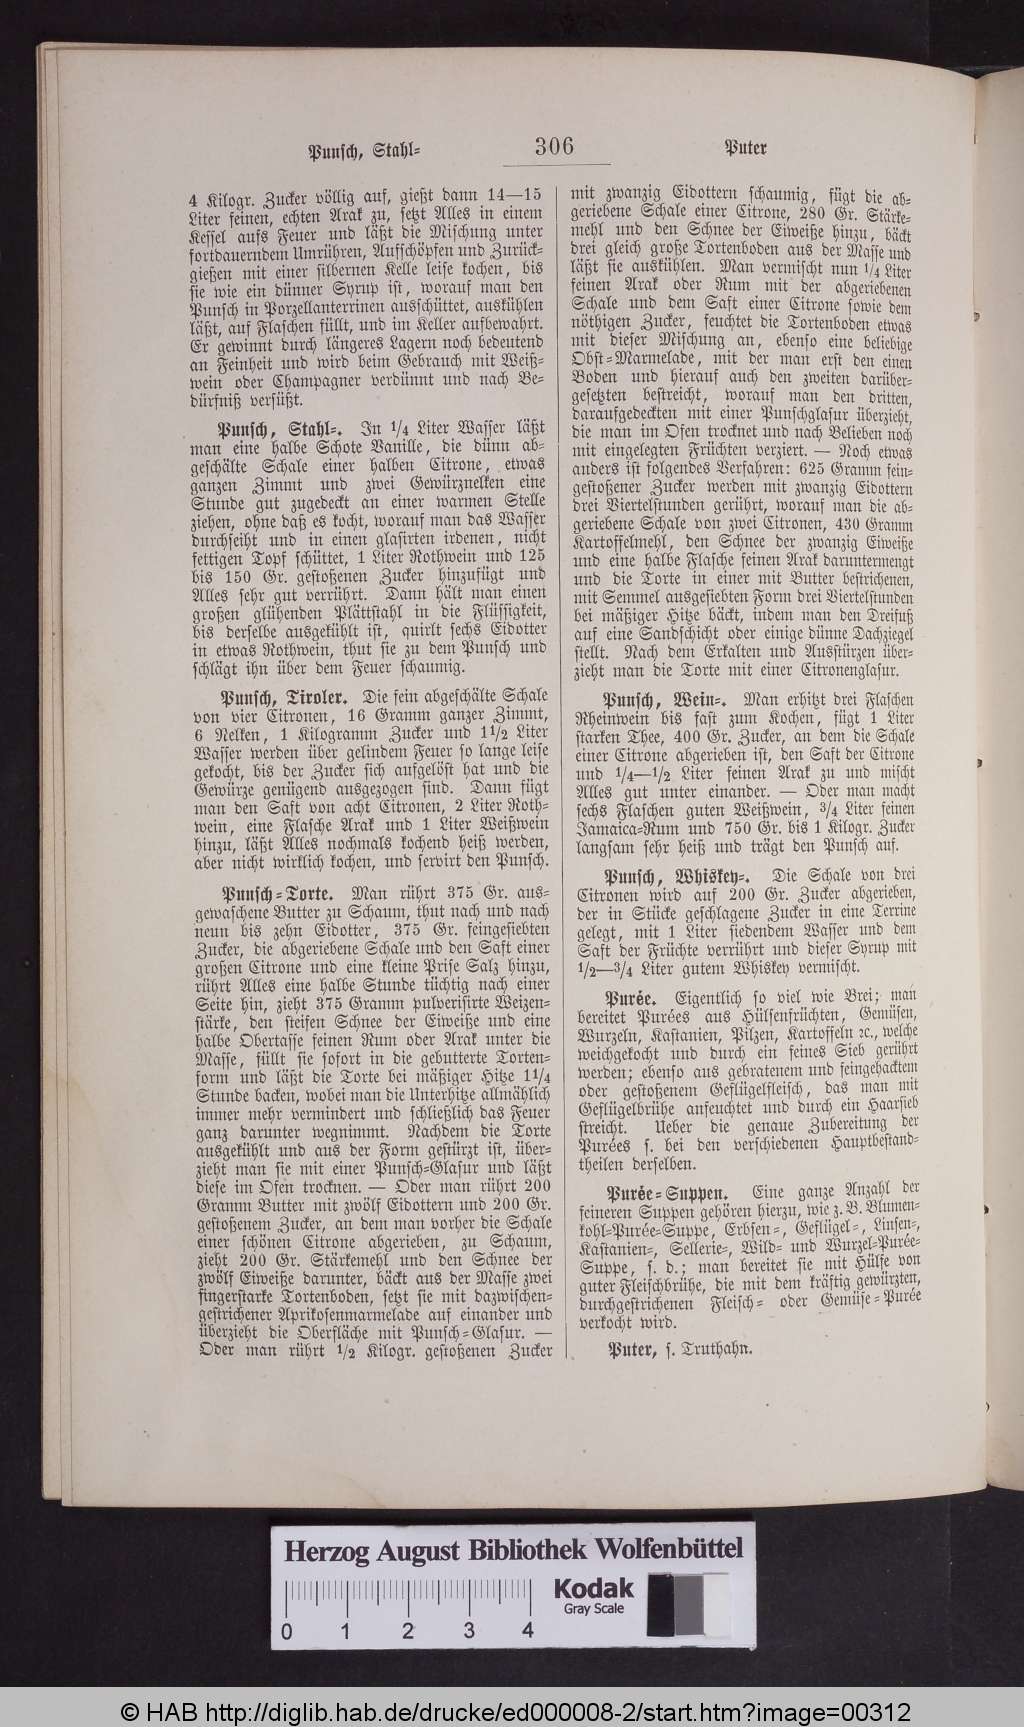 Punsch, Stahl-
306
Puter
4 Kilogr. Zucker völlig auf, gießt dann 14—15
Liter feinen, echten Arak zu, setzt Alles in einem
Kessel aufs Feuer und läßt die Mischung unter
fortdauerndem Umrühren, Aufschöpfen und Zurück-
gießen mit einer silbernen Kelle leise kochen, bis
sie wie ein dünner Syrup ist, worauf man den
Punsch in Porzellanterrinen ausschüttet, auskühlen
läßt, auf Flaschen füllt, und im Keller aufbewahrt.
Er gewinnt durch längeres Lagern noch bedeutend
an Feinheit und wird beim Gebrauch mit Weiß-
wein oder Champagner verdünnt und nach Be-
dürfniß versüßt.
Punsch, Stahl-. In 1/4 Liter Wasser läßt
man eine halbe Schote Vanille, die dünn ab-
geschälte Schale einer halben Citrone, etwas
ganzen Zimmt und zwei Gewürznelken eine
Stunde gut zugedeckt an einer warmen Stelle
ziehen, ohne daß es kocht, worauf man das Wasser
durchseiht und in einen glasirten irdenen, nicht
fettigen Topf schüttet, 1 Liter Rothwein und 125
bis 150 Gr. gestoßenen Zucker hinzufügt und
Alles sehr gut verrührt. Dann hält man einen
großen glühenden Plättstahl in die Flüssigkeit,
bis derselbe ausgekühlt ist, quirlt sechs Eidotter
in etwas Rothwein, thut sie zu dem Punsch und
schlägt ihn über dem Feuer schaumig.
Punsch, Tiroler. Die fein abgeschälte Schale
von vier Citronen, 16 Gramm ganzer Zimmt,
6 Nelken, 1 Kilogramm Zucker und 1 1/2 Liter
Wasser werden über gelindem Feuer so lange leise
gekocht, bis der Zucker sich aufgelöst hat und die
Gewürze genügend ausgezogen sind. Dann fügt
man den Saft von acht Citronen, 2 Liter Roth-
wein, eine Flasche Arak und 1 Liter Weißwein
hinzu, läßt Alles nochmals kochend heiß werden,
aber nicht wirklich kochen, und servirt den Punsch.
Punsch-Torte. Man rührt 375 Gr. aus-
gewaschene Butter zu Schaum, thut nach und nach
neun bis zehn Eidotter, 375 Gr. feingesiebten
Zucker, die abgeriebene Schale und den Saft einer
großen Citrone und eine kleine Prise Salz hinzu,
rührt Alles eine halbe Stunde tüchtig nach einer
Seite hin, zieht 375 Gramm pulverisirte Weizen-
stärke, den steifen Schnee der Eiweiße und eine
halbe Obertasse feinen Rum oder Arak unter die
Masse, füllt sie sofort in die gebutterte Torten-
form und läßt die Torte bei mäßiger Hitze 1 1/4
Stunde backen, wobei man die Unterhitze allmählich
immer mehr vermindert und schließlich das Feuer
ganz darunter wegnimmt. Nachdem die Torte
ausgekühlt und aus der Form gestürzt ist, über-
zieht man sie mit einer Punsch-Glasur und läßt
diese im Ofen trocknen. — Oder man rührt 200
Gramm Butter mit zwölf Eidottern und 200 Gr.
gestoßenem Zucker, an dem man vorher die Schale
einer schönen Citrone abgerieben, zu Schaum,
zieht 200 Gr. Stärkemehl und den Schnee der
zwölf Eiweiße darunter, bäckt aus der Masse zwei
fingerstarke Tortenboden, setzt sie mit dazwischen-
gestrichener Aprikosenmarmelade auf einander und
überzieht die Oberfläche mit Punsch-Glasur. —
Oder man rührt 1/2 Kilogr. gestoßenen Zucker
mit zwanzig Eidottern schaumig, fügt die ab-
geriebene Schale einer Citrone, 280 Gr. Stärke-
mehl und den Schnee der Eiweiße hinzu, bäckt
drei gleich große Tortenboden aus der Masse und
läßt sie auskühlen. Man vermischt nun 1/4 Liter
feinen Arak oder Rum mit der abgeriebenen
Schale und dem Saft einer Citrone sowie dem
nöthigen Zucker, feuchtet die Tortenboden etwas
mit dieser Mischung an, ebenso eine beliebige
Obst-Marmelade, mit der man erst den einen
Boden und hierauf auch den zweiten darüber-
gesetzten bestreicht, worauf man den dritten,
daraufgedeckten mit einer Punschglasur überzieht,
die man im Ofen trocknet und nach Belieben noch
mit eingelegten Früchten verziert. — Noch etwas
anders ist folgendes Verfahren: 625 Gramm fein-
gestoßener Zucker werden mit zwanzig Eidottern
drei Viertelstunden gerührt, worauf man die ab-
geriebene Schale von zwei Citronen, 430 Gramm
Kartoffelmehl, den Schnee der zwanzig Eiweiße
und eine halbe Flasche feinen Arak daruntermengt
und die Torte in einer mit Butter bestrichenen,
mit Semmel ausgesiebten Form drei Viertelstunden
bei mäßiger Hitze bäckt, indem man den Dreifuß
auf eine Sandschicht oder einige dünne Dachziegel
stellt. Nach dem Erkalten und Ausstürzen über-
zieht man die Torte mit einer Citronenglasur.
Punsch, Wein-. Man erhitzt drei Flaschen
Rheinwein bis fast zum Kochen, fügt 1 Liter
starken Thee, 400 Gr. Zucker, an dem die Schale
einer Citrone abgerieben ist, den Saft der Citrone
und 1/4—1/2 Liter feinen Arak zu und mischt
Alles gut unter einander. — Oder man macht
sechs Flaschen guten Weißwein, 3/4 Liter feinen
Jamaica-Rum und 750 Gr. bis 1 Kilogr. Zucker
langsam sehr heiß und trägt den Punsch auf.
Punsch, Whiskey-. Die Schale von drei
Citronen wird auf 200 Gr. Zucker abgerieben,
der in Stücke geschlagene Zucker in eine Terrine
gelegt, mit 1 Liter siedendem Wasser und dem
Saft der Früchte verrührt und dieser Syrup mit
1/2—3/4 Liter gutem Whiskey vermischt.
Purée. Eigentlich so viel wie Brei; man
bereitet Purées aus Hülsenfrüchten, Gemüsen,
Wurzeln, Kastanien, Pilzen, Kartoffeln ꝛc., welche
weichgekocht und durch ein feines Sieb gerührt
werden; ebenso aus gebratenem und feingehacktem
oder gestoßenem Geflügelfleisch, das man mit
Geflügelbrühe anfeuchtet und durch ein Haarsieb
streicht. Ueber die genaue Zubereitung der
Purées s. bei den verschiedenen Hauptbestand-
theilen derselben.
Purée-Suppen. Eine ganze Anzahl der
feineren Suppen gehören hierzu, wie z. B. Blumen-
kohl-Purée-Suppe, Erbsen-, Geflügel-, Linsen-,
Kastanien-, Sellerie-, Wild- und Wurzel-Purée-
Suppe, s. d.; man bereitet sie mit Hülfe von
guter Fleischbrühe, die mit dem kräftig gewürzten,
durchgestrichenen Fleisch- oder Gemüse-Purée
verkocht wird.
Puter, s. Truthahn.
Herzog August Bibliothek Wolfenbüttel
Kodak
Gray Scale
0 1 2 3 4
© HAB http://diglib.hab.de/drucke/ed000008-2/start.htm?image=00312